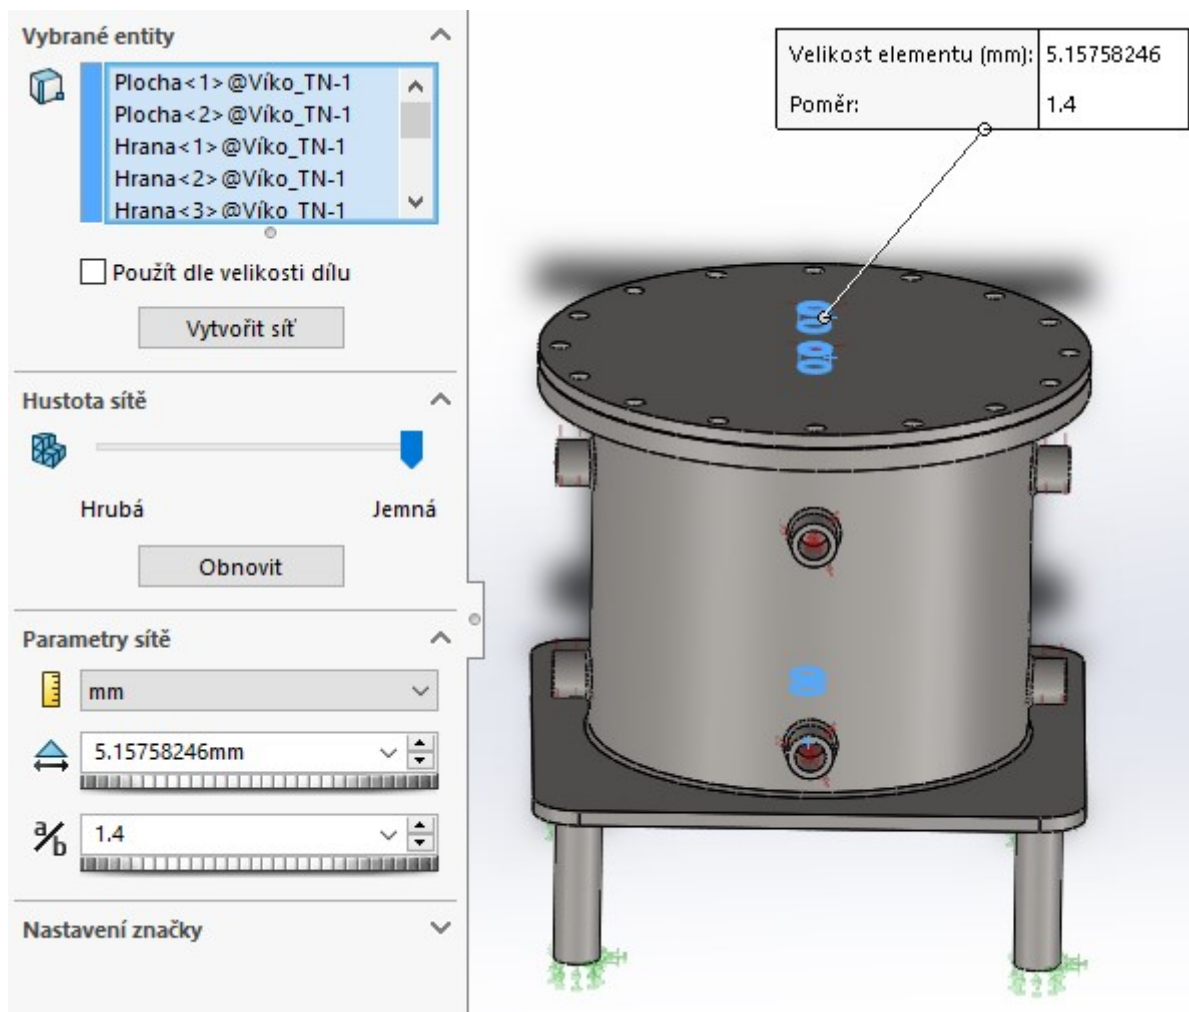 Vybrané entity
Plocha<1>@Víko_TN-1
Plocha<2>@Víko_TN-1
Hrana<1>@Víko_TN-1
Hrana<2>@Víko_TN-1
Hrana<3>@Víko_TN-1
Použít dle velikosti dílu
Vytvořit síť
Hustota sítě
Hrubá Jemná
Obnovit
Parametry sítě
mm
5.15758246mm
a/b 1.4
Nastavení značky
Velikost elementu (mm): 5.15758246
Poměr: 1.4